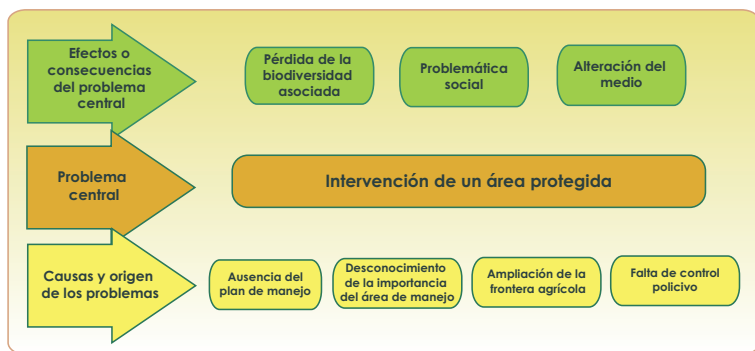 Efectos o
consecuencias
del problema
central
Pérdida de la
biodiversidad
asociada
Problemática
social
Alteración del
medio
Problema
central
Intervención de un área protegida
Causas y origen
de los problemas
Ausencia del
plan de manejo
Desconocimiento
de la importancia
del área de manejo
Ampliación de la
frontera agrícola
Falta de control
policivo